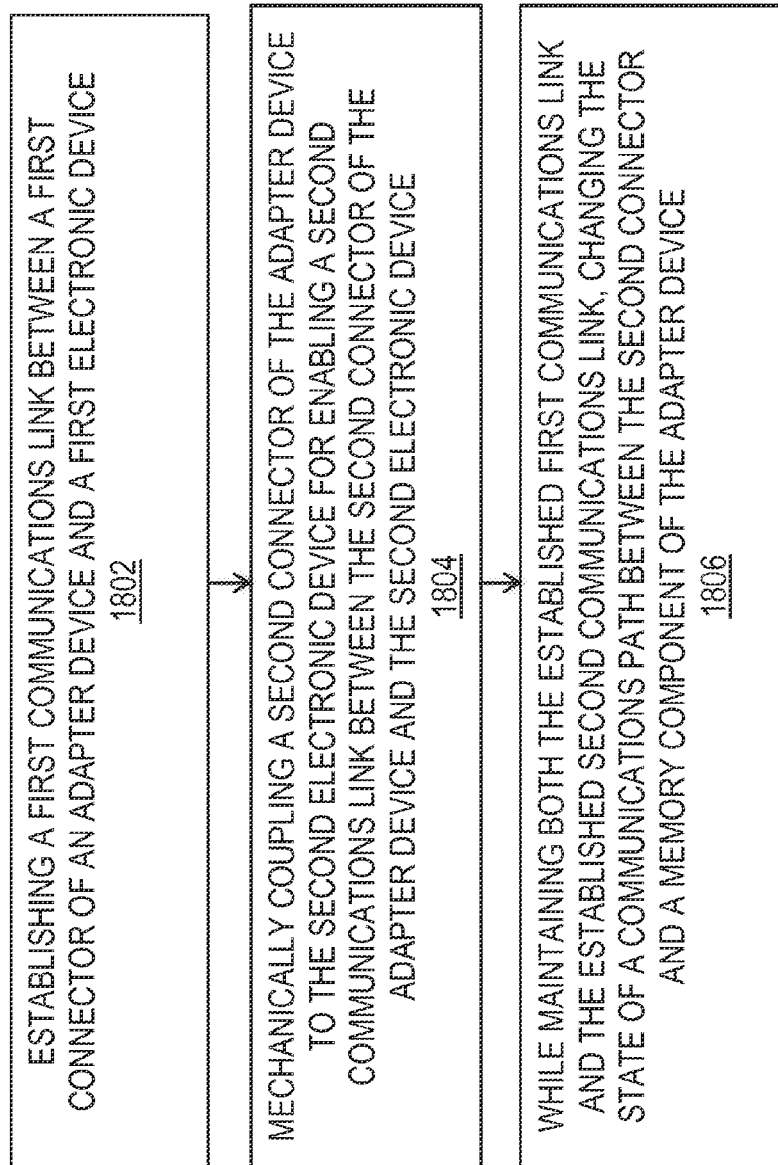 ESTABLISHING A FIRST COMMUNICATIONS LINK BETWEEN A FIRST
CONNECTOR OF AN ADAPTER DEVICE AND A FIRST ELECTRONIC DEVICE
1802
MECHANICALLY COUPLING A SECOND CONNECTOR OF THE ADAPTER DEVICE
TO THE SECOND ELECTRONIC DEVICE FOR ENABLING A SECOND
COMMUNICATIONS LINK BETWEEN THE SECOND CONNECTOR OF THE
ADAPTER DEVICE AND THE SECOND ELECTRONIC DEVICE
1804
WHILE MAINTAINING BOTH THE ESTABLISHED FIRST COMMUNICATIONS LINK
AND THE ESTABLISHED SECOND COMMUNICATIONS LINK, CHANGING THE
STATE OF A COMMUNICATIONS PATH BETWEEN THE SECOND CONNECTOR
AND A MEMORY COMPONENT OF THE ADAPTER DEVICE
1806